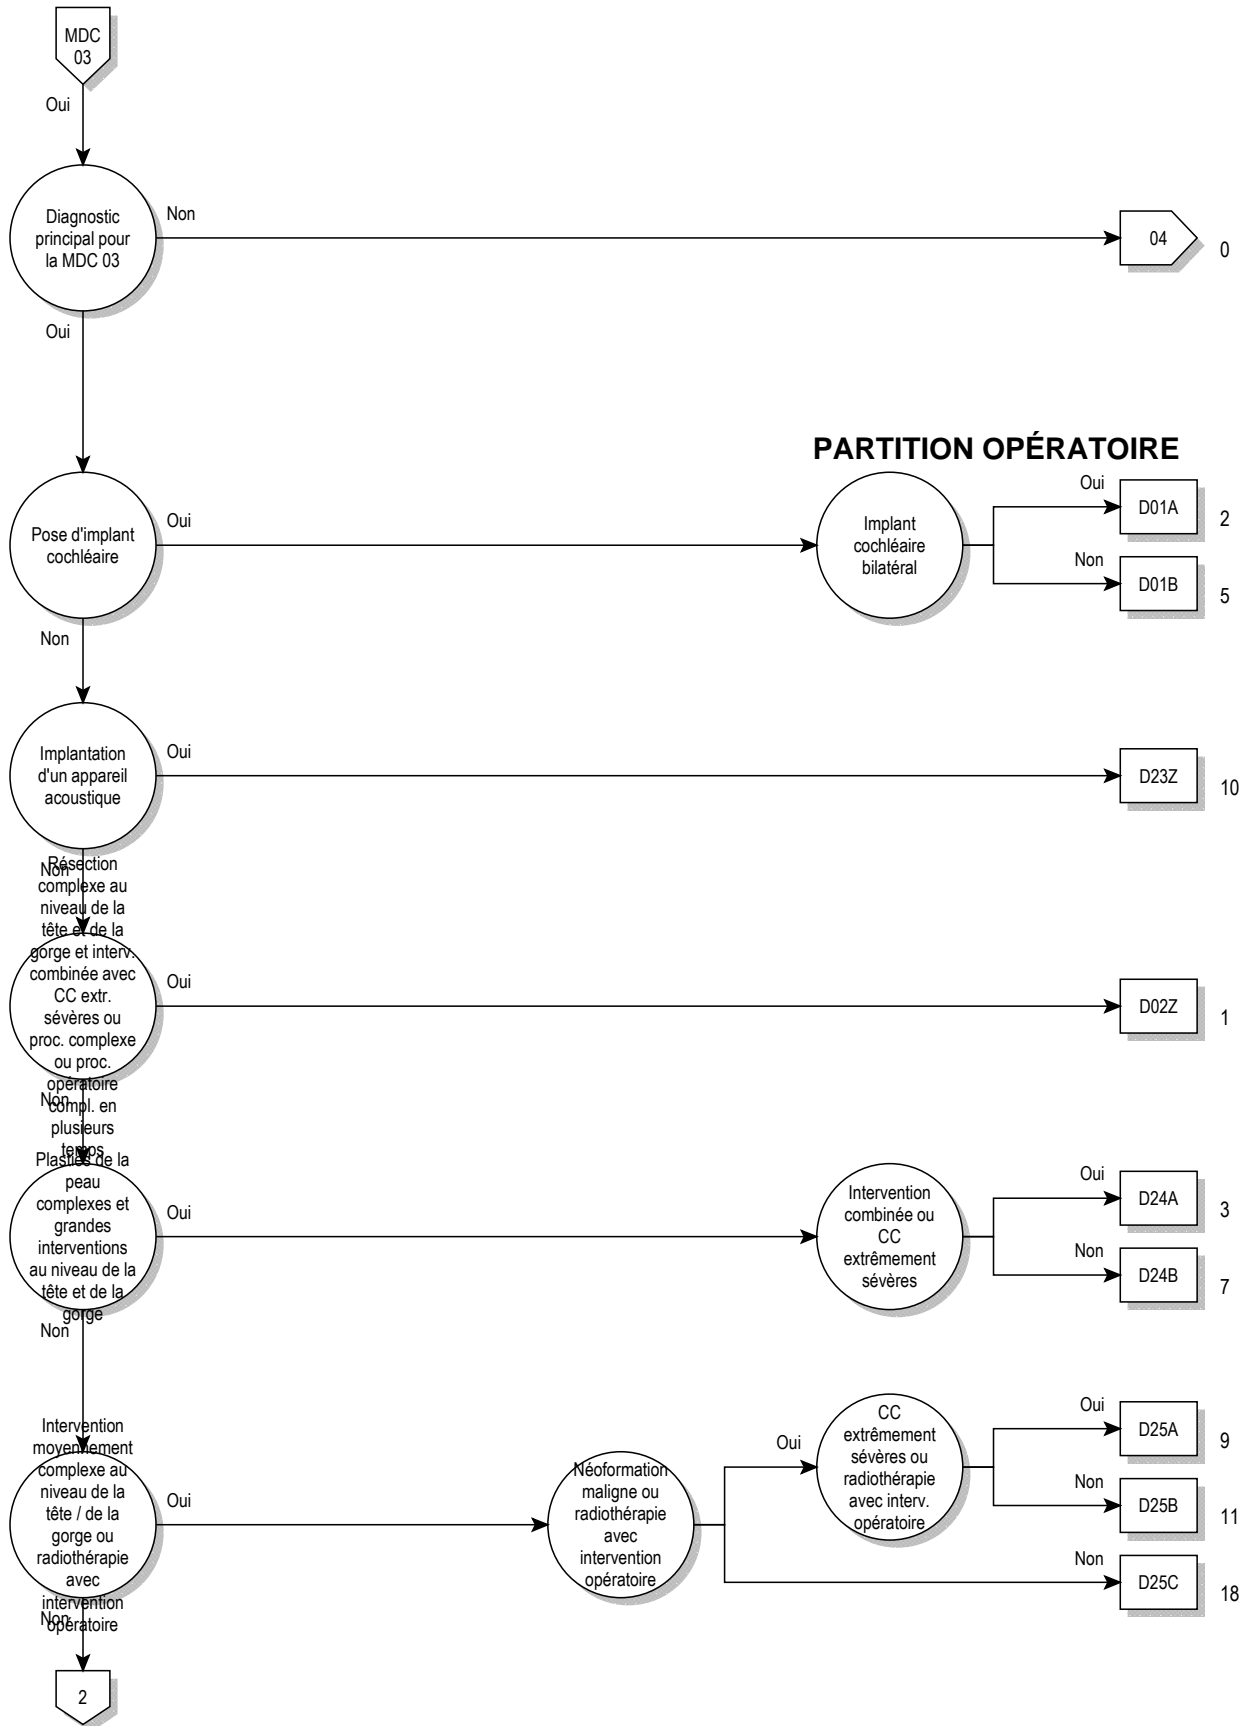 MDC
03
Oui
Diagnostic
principal pour
la MDC 03
Non
04
0
Oui
PARTITION OPÉRATOIRE
Pose d'implant
cochléaire
Oui
Implant
cochléaire
bilatéral
Oui
D01A
2
Non
D01B
5
Non
Implantation
d'un appareil
acoustique
Oui
D23Z
10
Non
Résection
complexe au
niveau de la
tête et de la
gorge et interv.
combinée avec
CC extr.
sévères ou
proc. complexe
ou proc.
opératoire
compl. en
plusieurs
temps
Oui
D02Z
1
Non
Plasties de la
peau
complexes et
grandes
interventions
au niveau de la
tête et de la
gorge
Oui
Intervention
combinée ou
CC
extrêmement
sévères
Oui
D24A
3
Non
D24B
7
Non
Intervention
moyennement
complexe au
niveau de la
tête / de la
gorge ou
radiothérapie
avec
intervention
opératoire
Oui
Néoformation
maligne ou
radiothérapie
avec
intervention
opératoire
Oui
CC
extrêmement
sévères ou
radiothérapie
avec interv.
opératoire
Oui
D25A
9
Non
D25B
11
Non
D25C
18
Non
2